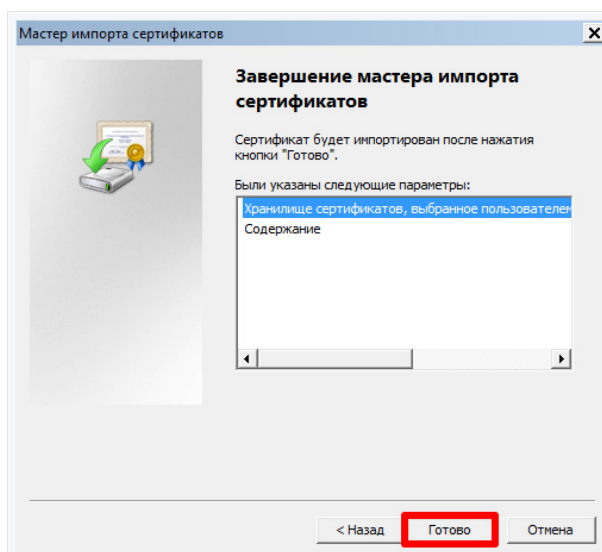 Мастер импорта сертификатов
Завершение мастера импорта
сертификатов
Сертификат будет импортирован после нажатия
кнопки "Готово".
Были указаны следующие параметры:
Хранилище сертификатов, выбранное пользователем
Содержание
< Назад
Готово
Отмена